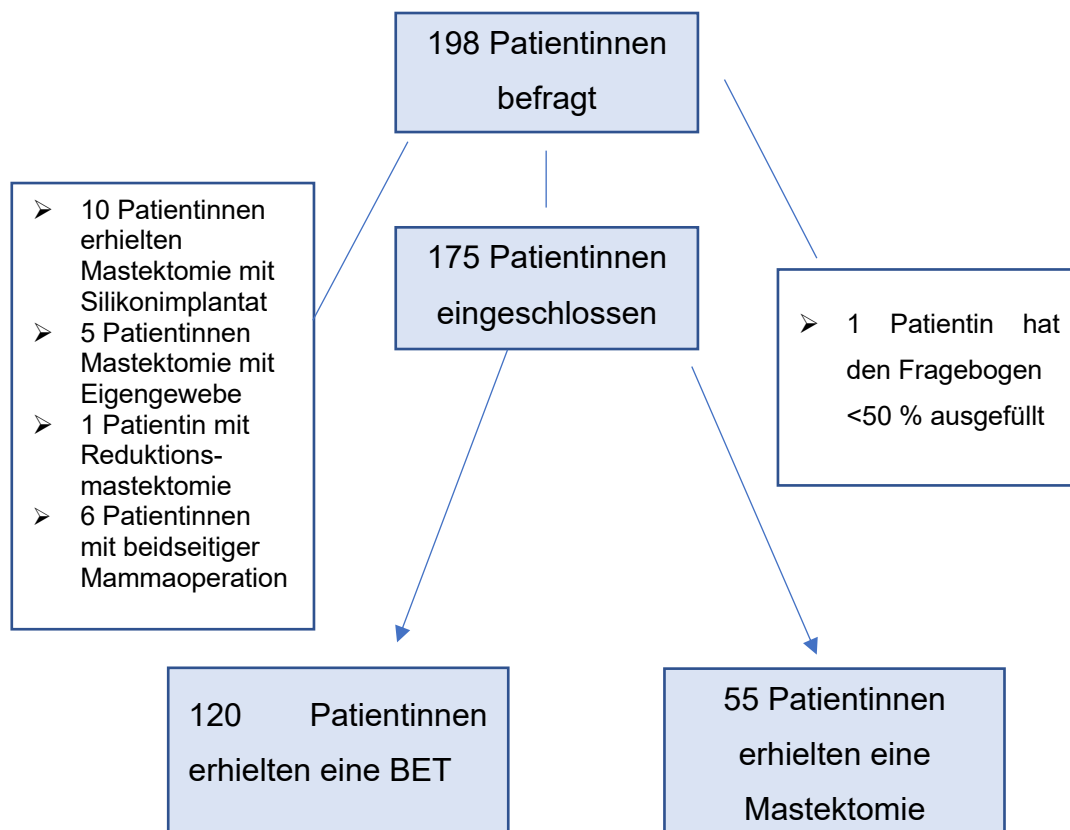 198 Patientinnen
befragt
➢ 10 Patientinnen
erhielten
Mastektomie mit
Silikonimplantat
➢ 5 Patientinnen
Mastektomie mit
Eigengewebe
➢ 1 Patientin mit
Reduktions-
mastektomie
➢ 6 Patientinnen
mit beidseitiger
Mammaoperation
175 Patientinnen
eingeschlossen
➢ 1 Patientin hat
den Fragebogen
<50 % ausgefüllt
120 Patientinnen
erhielten eine BET
55 Patientinnen
erhielten eine
Mastektomie